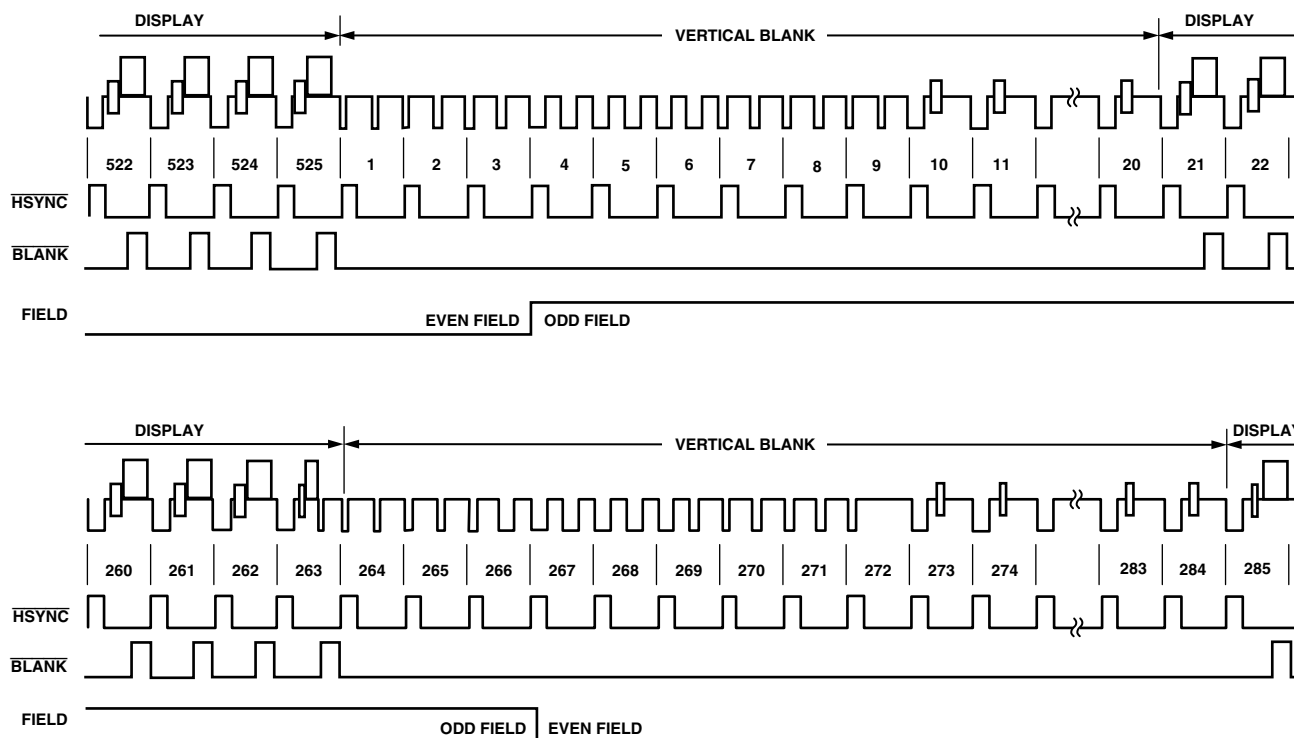 DISPLAY VERTICAL BLANK DISPLAY
522 523 524 525 1 2 3 4 5 6 7 8 9 10 11 20 21 22
HSYNC
BLANK
FIELD EVEN FIELD ODD FIELD
DISPLAY VERTICAL BLANK DISPLAY
260 261 262 263 264 265 266 267 268 269 270 271 272 273 274 283 284 285
HSYNC
BLANK
FIELD ODD FIELD EVEN FIELD